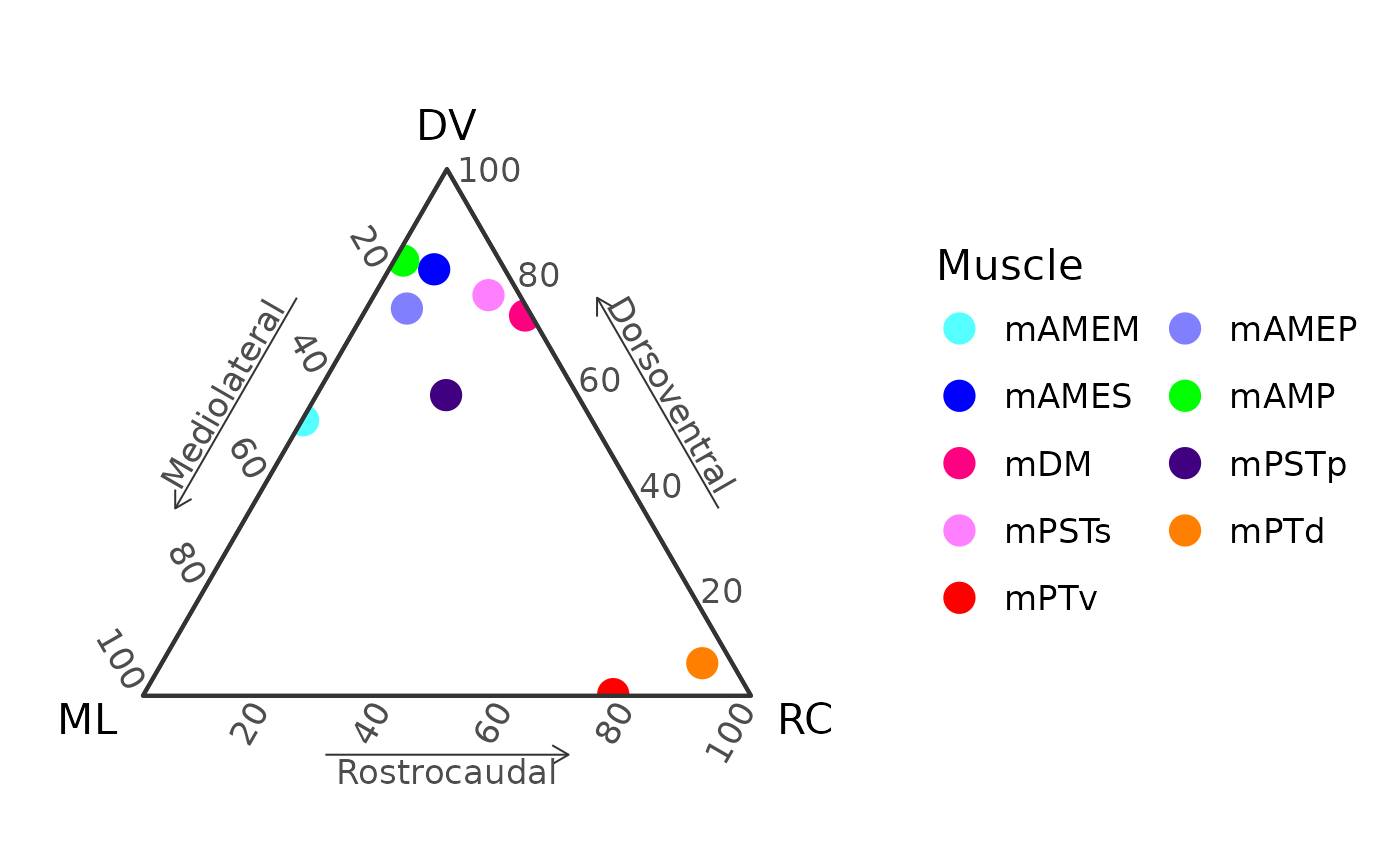 DV
100
80
60
40
20
Dorsoventral
20
40
60
80
100
Mediolateral
ML
RC
20
40
60
80
100
Rostrocaudal
Muscle
mAMEM mAMEP
mAMES mAMP
mDM mPSTp
mPSTs mPTd
mPTv